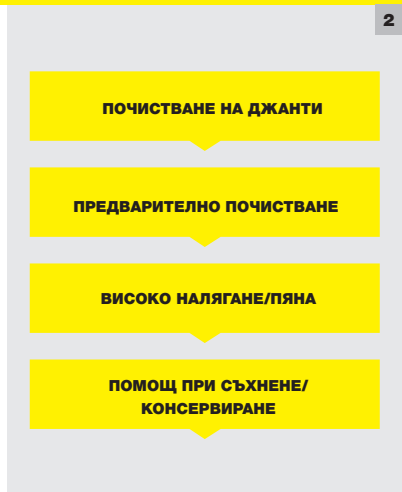 2
ПОЧИСТВАНЕ НА ДЖАНТИ
ПРЕДВАРИТЕЛНО ПОЧИСТВАНЕ
ВИСОКО НАЛЯГАНЕ/ПЯНА
ПОМОЩ ПРИ СЪХНЕНЕ/
КОНСЕРВИРАНЕ